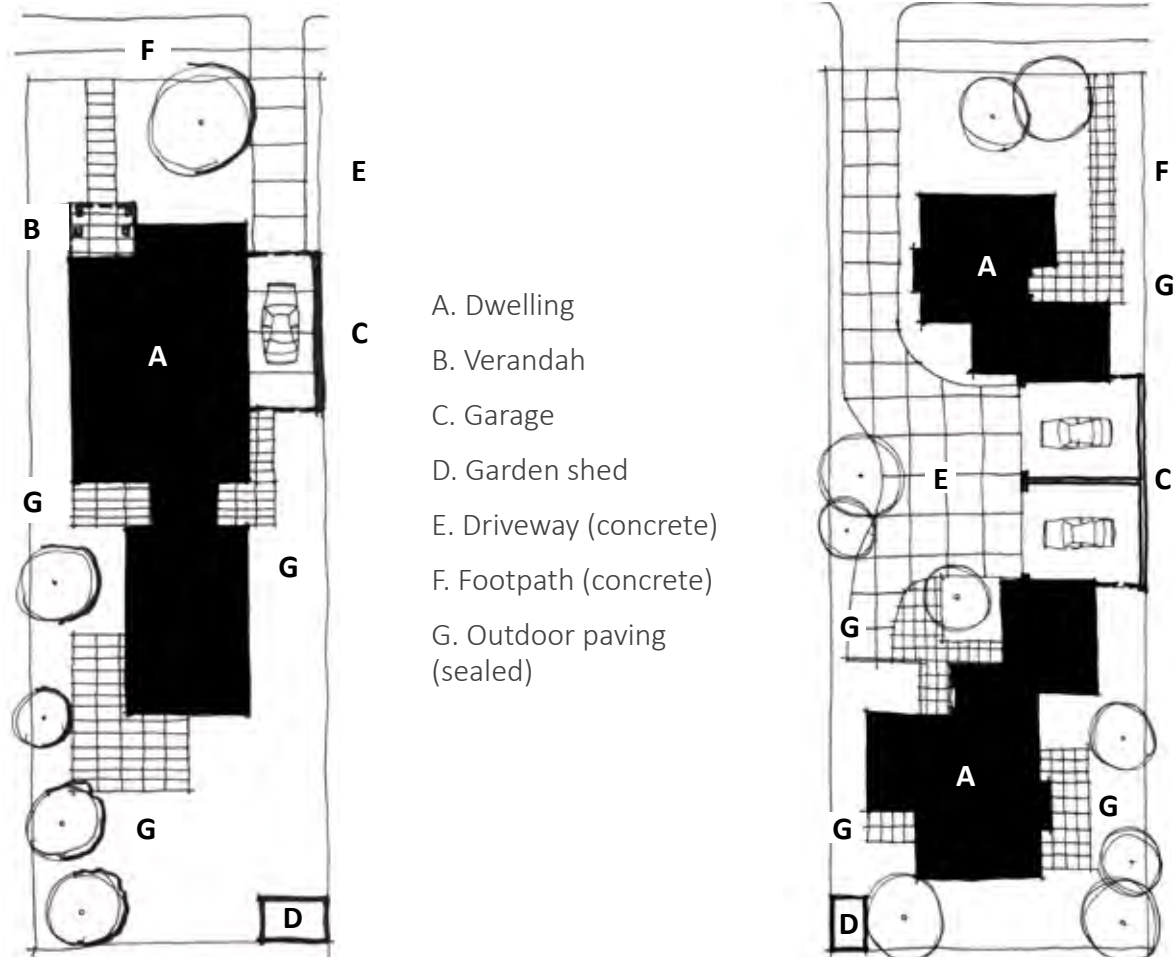 F
E
B
C
A
G
G
G
D
A. Dwelling
B. Verandah
C. Garage
D. Garden shed
E. Driveway (concrete)
F. Footpath (concrete)
G. Outdoor paving
(sealed)
F
A
G
E
C
G
A
G
G
D